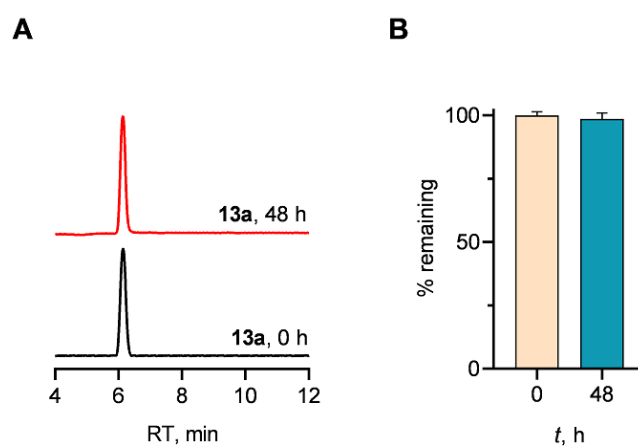 A
13a, 48 h
13a, 0 h
4 6 8 10 12
RT, min
B
% remaining
100
50
0
0 48
t, h